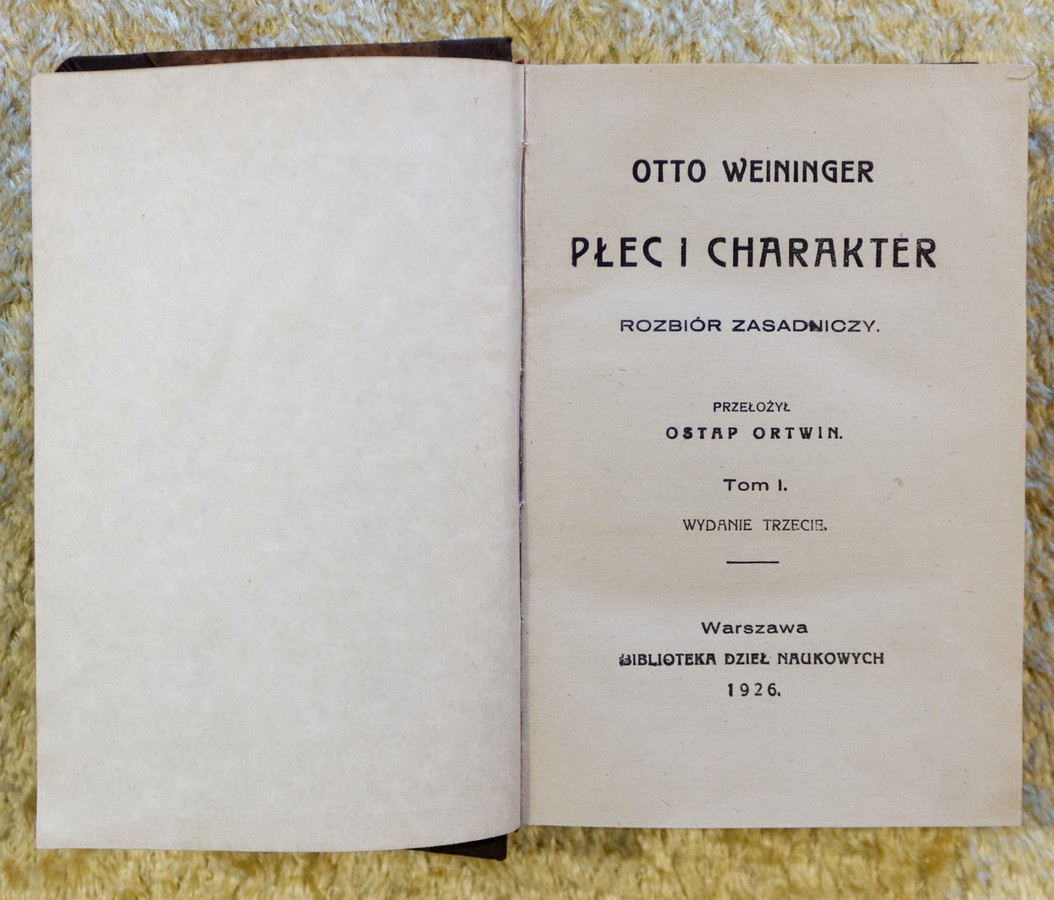 OTTO WEININGER
PŁEC I CHARAKTER
ROZBIÓR ZASADNICZY.
PRZEŁOŻYŁ
OSTAP ORTWIN.
Tom I.
WYDANIE TRZECIE.
Warszawa
BIBLIOTEKA DZIEŁ NAUKOWYCH
1926.